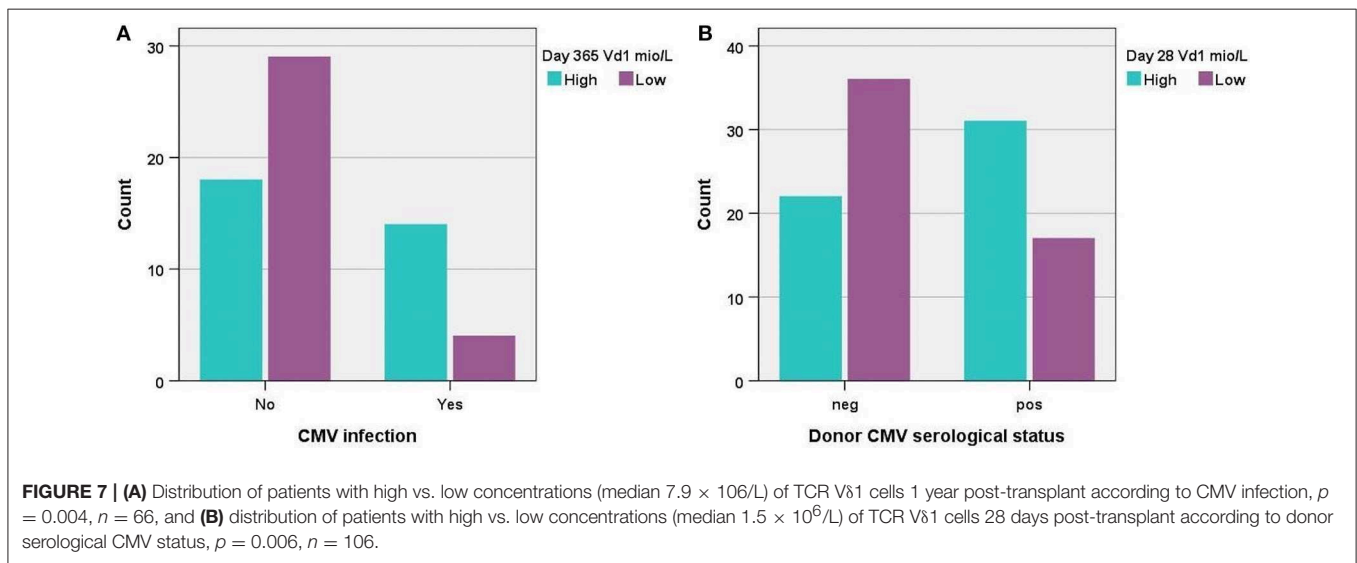 A
Day 365 Vd1 mio/L
High Low
30
20
10
0
Count
No Yes
CMV infection
B
Day 28 Vd1 mio/L
High Low
40
30
20
10
0
Count
neg pos
Donor CMV serological status
FIGURE 7 | (A) Distribution of patients with high vs. low concentrations (median 7.9 × 106/L) of TCR Vδ1 cells 1 year post-transplant according to CMV infection, p
= 0.004, n = 66, and (B) distribution of patients with high vs. low concentrations (median 1.5 × 10⁶/L) of TCR Vδ1 cells 28 days post-transplant according to donor
serological CMV status, p = 0.006, n = 106.